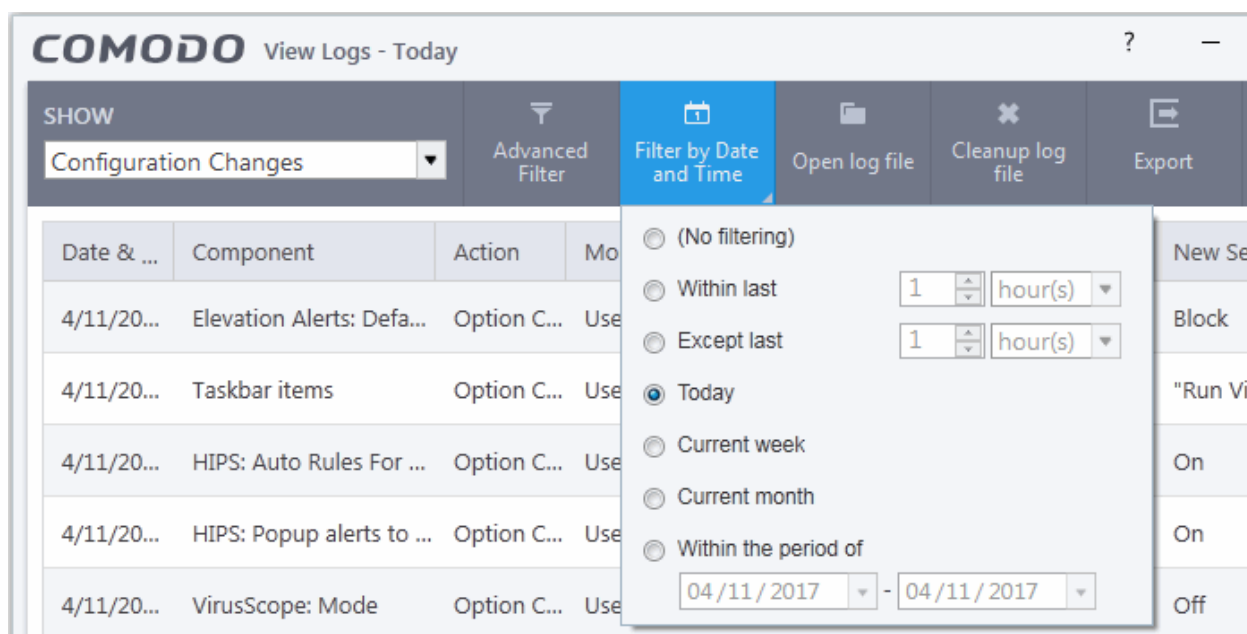 COMODO View Logs - Today ?
SHOW
Configuration Changes
Advanced
Filter
Filter by Date
and Time
Open log file
Cleanup log
file
Export
Date & ... Component Action Mo New Se
4/11/20... Elevation Alerts: Defa... Option C... Use Block
4/11/20... Taskbar items Option C... Use "Run Vi
4/11/20... HIPS: Auto Rules For ... Option C... Use On
4/11/20... HIPS: Popup alerts to ... Option C... Use On
4/11/20... VirusScope: Mode Option C... Use Off
(No filtering)
Within last 1 hour(s)
Except last 1 hour(s)
Today
Current week
Current month
Within the period of
04/11/2017 - 04/11/2017